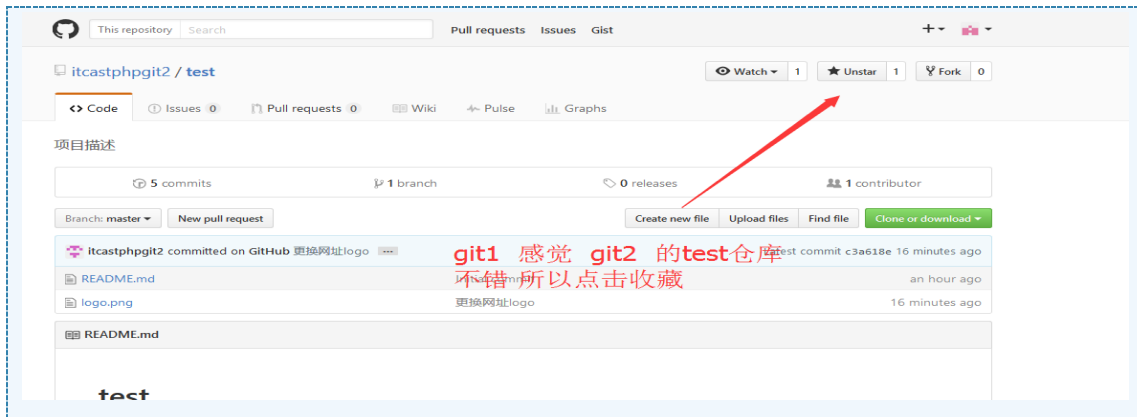 This repository Search Pull requests Issues Gist
itcastphpgit2 / test Watch 1 Unstar 1 Fork 0
Code Issues 0 Pull requests 0 Wiki Pulse Graphs
项目描述
5 commits 1 branch 0 releases 1 contributor
Branch: master New pull request Create new file Upload files Find file Clone or download
itcastphpgit2 committed on GitHub 更换网址logo Latest commit c3a618e 16 minutes ago
git1 感觉 git2 的test仓库
不错 所以点击收藏
README.md Initial commit an hour ago
logo.png 更换网址logo 16 minutes ago
README.md
test